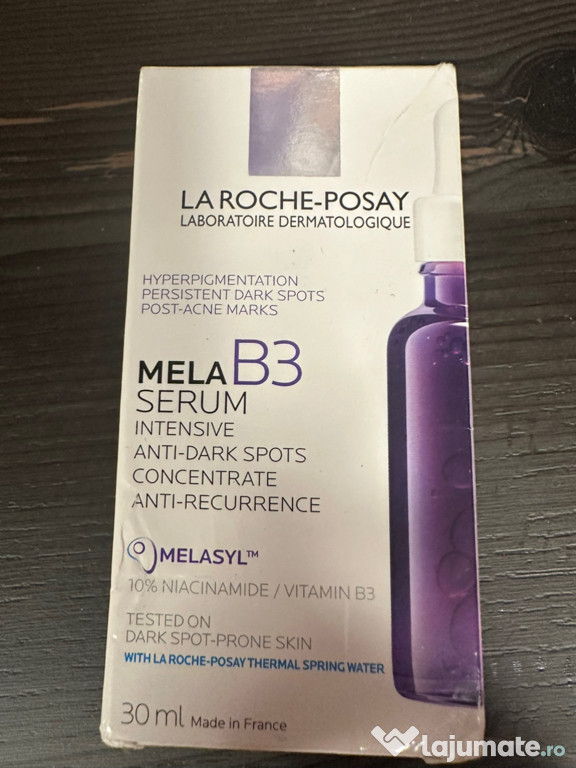 LA ROCHE-POSAY
LABORATOIRE DERMATOLOGIQUE
HYPERPIGMENTATION
PERSISTENT DARK SPOTS
POST-ACNE MARKS
MELA B3
SERUM
INTENSIVE
ANTI-DARK SPOTS
CONCENTRATE
ANTI-RECURRENCE
MELASYL™
10% NIACINAMIDE / VITAMIN B3
TESTED ON
DARK SPOT-PRONE SKIN
WITH LA ROCHE-POSAY THERMAL SPRING WATER
30 ml Made in France
lajumate.ro